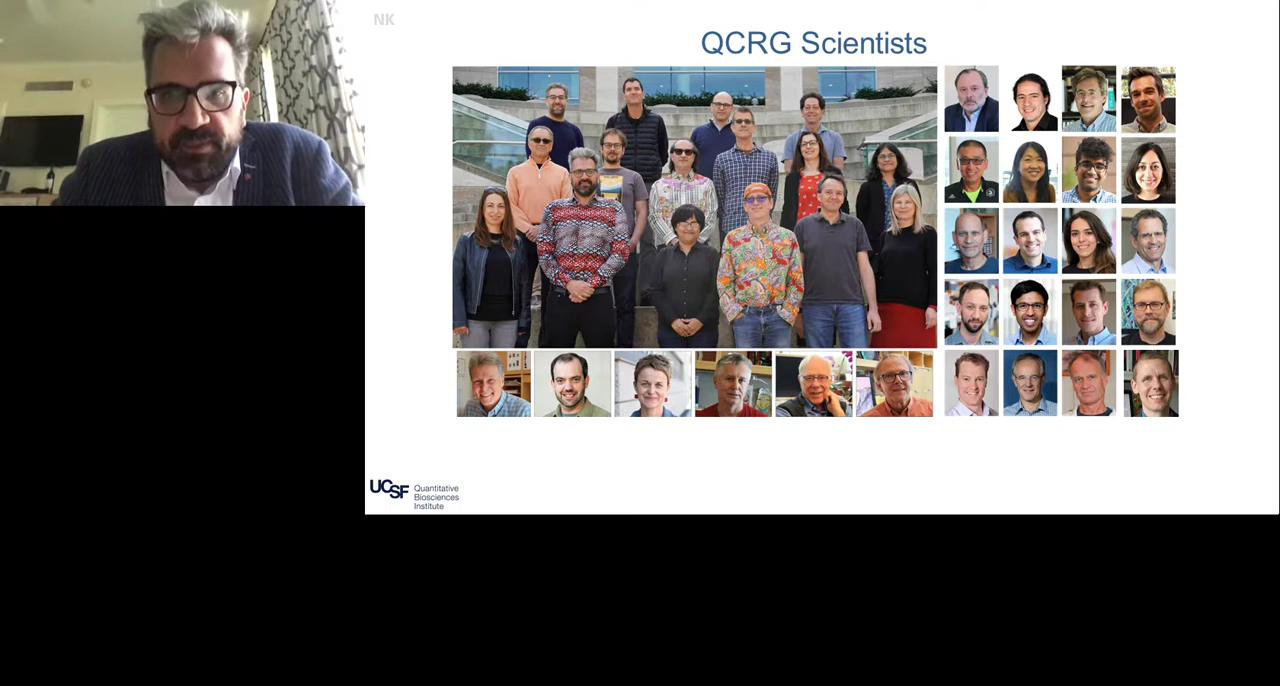 NK
QCRG Scientists
UCSF
Quantitative
Biosciences
Institute